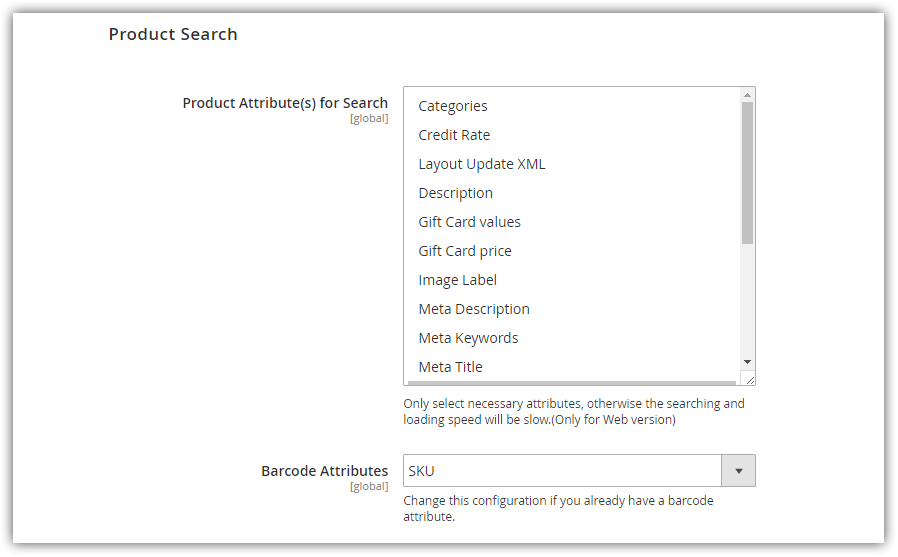 Product Search
Product Attribute(s) for Search
[global]
Categories
Credit Rate
Layout Update XML
Description
Gift Card values
Gift Card price
Image Label
Meta Description
Meta Keywords
Meta Title
Only select necessary attributes, otherwise the searching and
loading speed will be slow.(Only for Web version)
Barcode Attributes
[global]
SKU
Change this configuration if you already have a barcode
attribute.